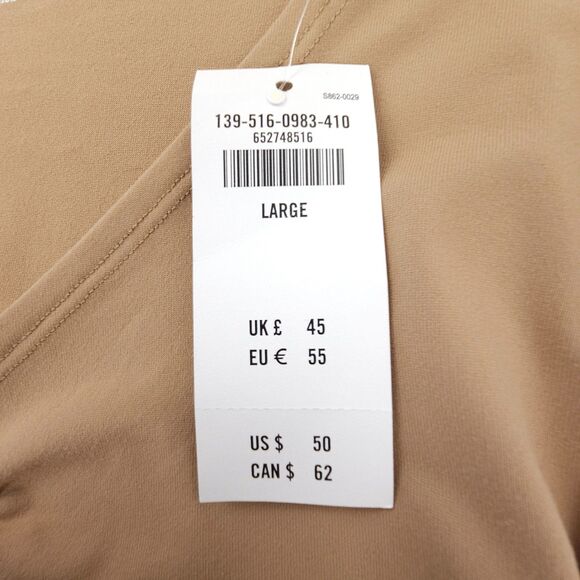 S862-0029
139-516-0983-410
652748516
LARGE
UK £ 45
EU € 55
US $ 50
CAN $ 62